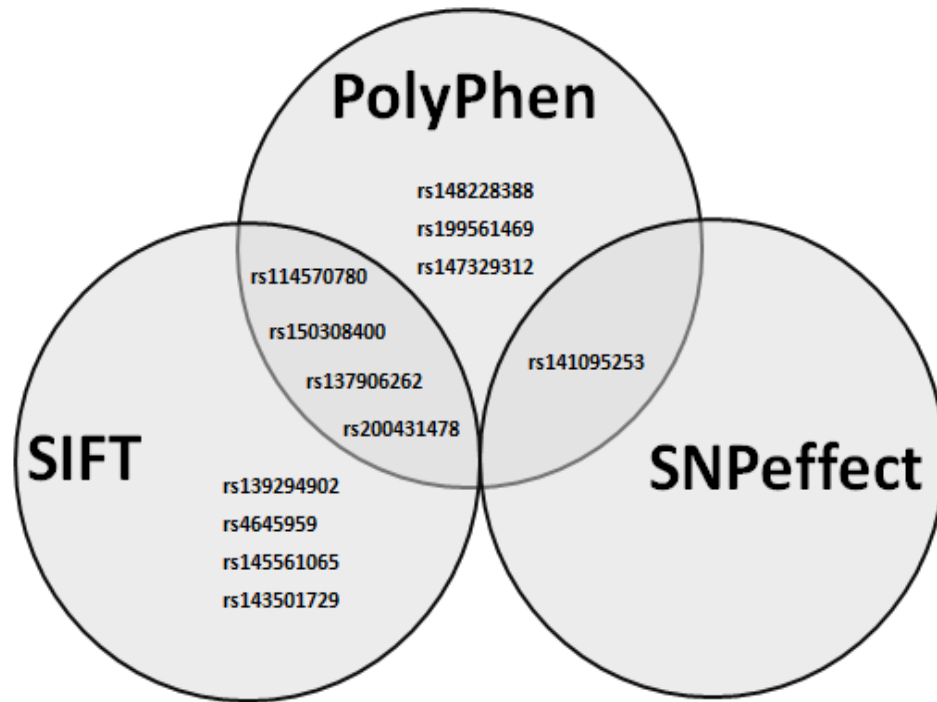 PolyPhen
rs148228388
rs199561469
rs147329312
rs114570780
rs150308400
rs137906262
rs200431478
rs141095253
SIFT
SNPeffect
rs139294902
rs4645959
rs145561065
rs143501729